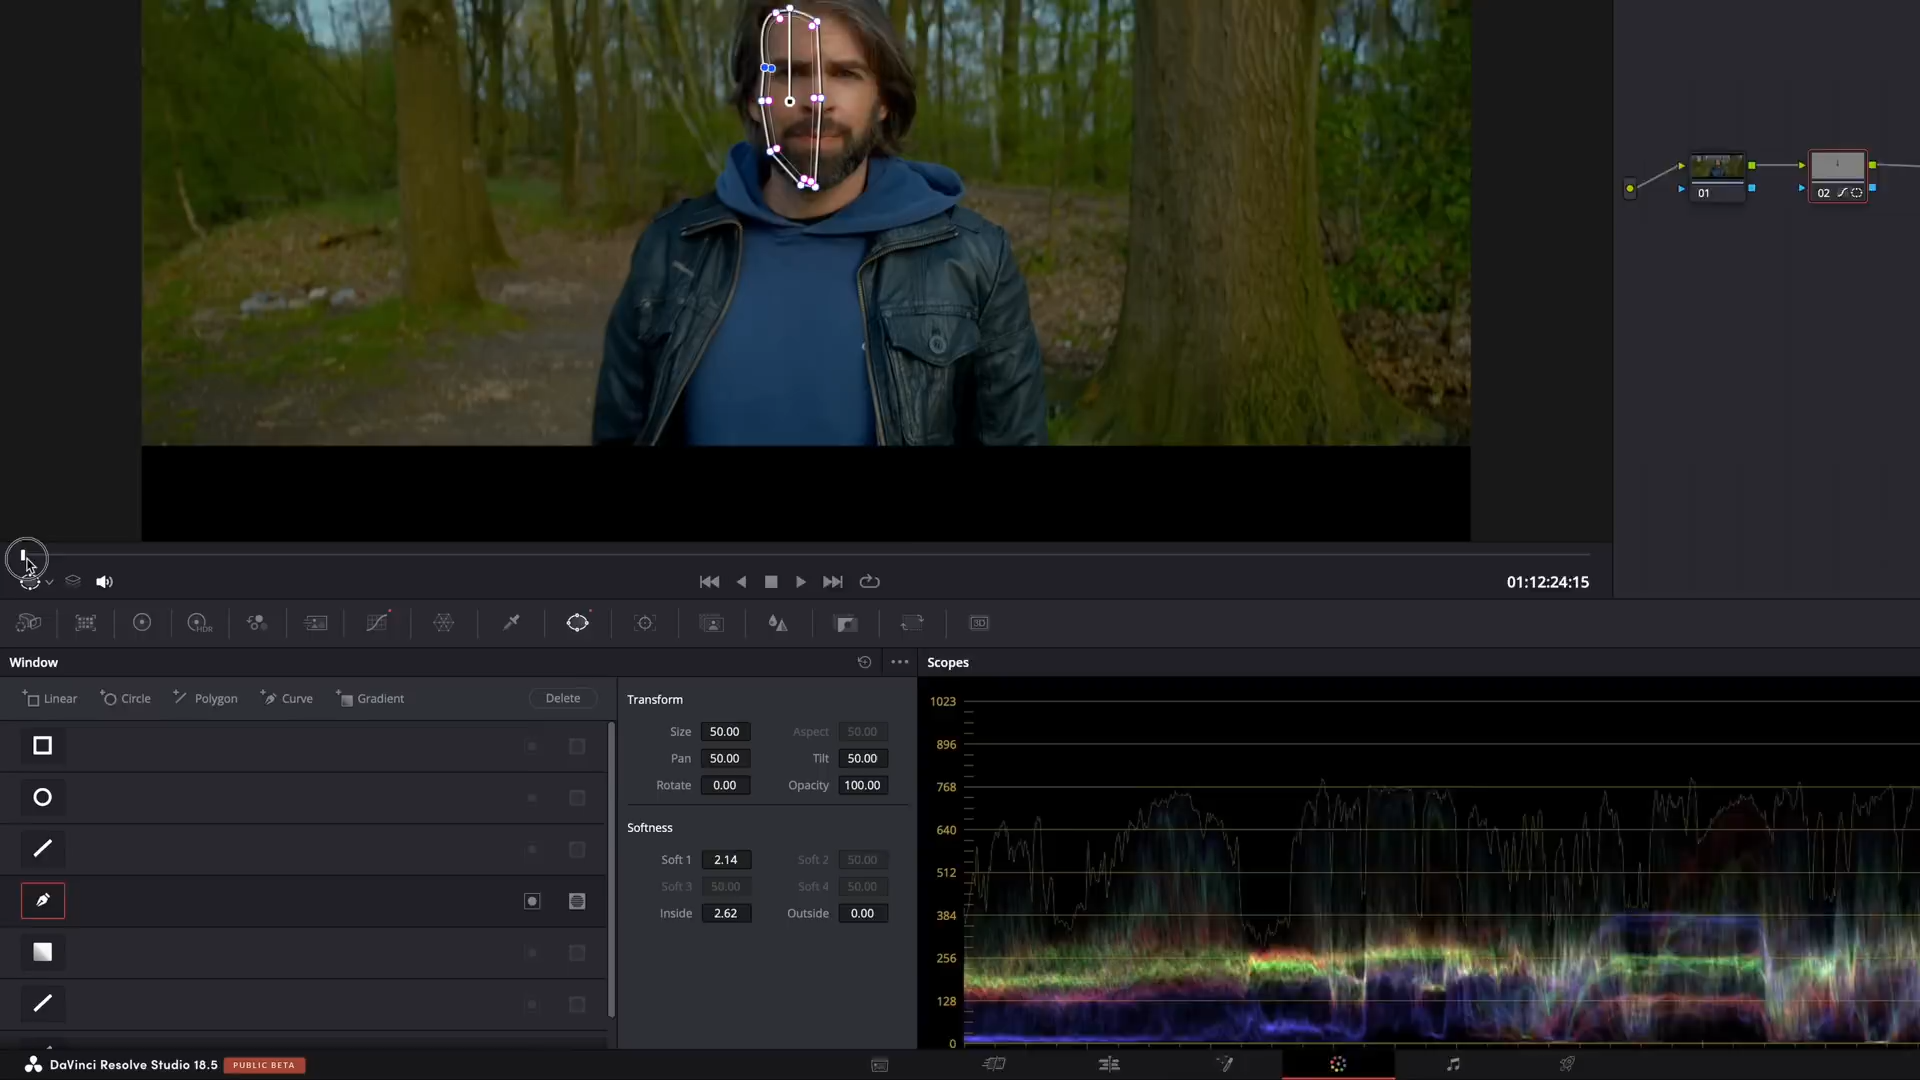 01
02
01:12:24:15
HDR
3D
Window
Scopes
Linear
Circle
Polygon
Curve
Gradient
Delete
Transform
Size 50.00 Aspect 50.00
Pan 50.00 Tilt 50.00
Rotate 0.00 Opacity 100.00
Softness
Soft 1 2.14 Soft 2 50.00
Soft 3 50.00 Soft 4 50.00
Inside 2.62 Outside 0.00
1023
896
768
640
512
384
256
128
0
DaVinci Resolve Studio 18.5 PUBLIC BETA